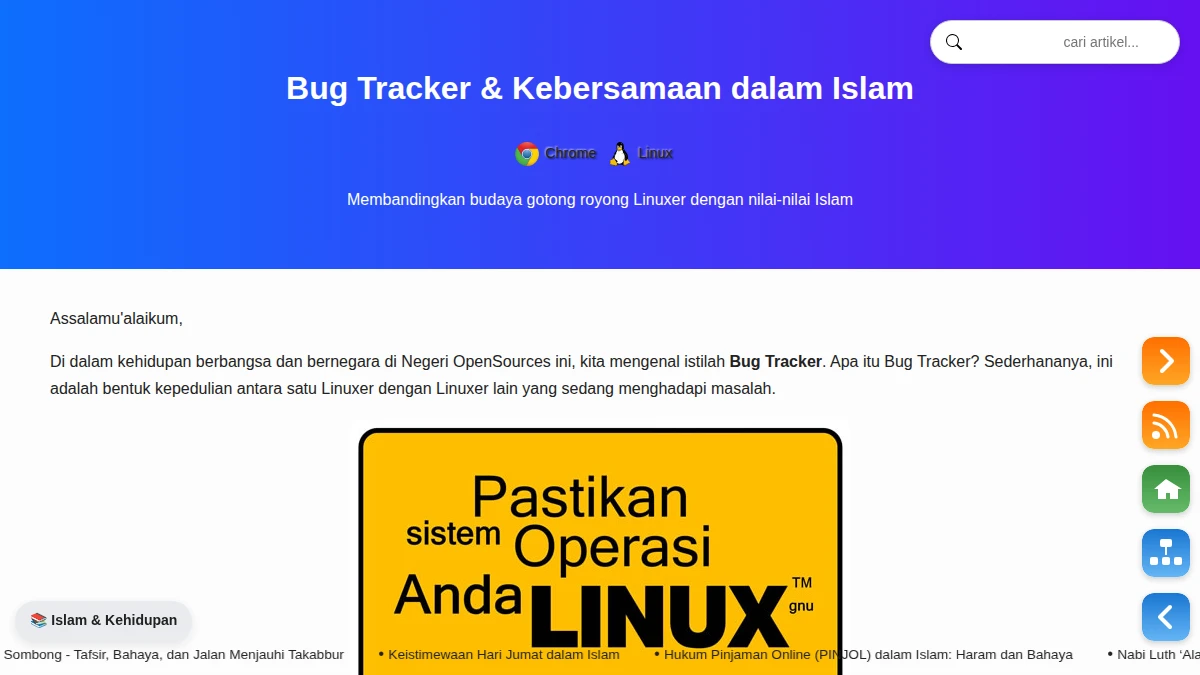 cari artikel...
Bug Tracker & Kebersamaan dalam Islam
Chrome Linux
Membandingkan budaya gotong royong Linuxer dengan nilai-nilai Islam
Assalamu'alaikum,
Di dalam kehidupan berbangsa dan bernegara di Negeri OpenSources ini, kita mengenal istilah Bug Tracker. Apa itu Bug Tracker? Sederhananya, ini
adalah bentuk kepedulian antara satu Linuxer dengan Linuxer lain yang sedang menghadapi masalah.
Pastikan
sistem Operasi
Anda LINUX™
gnu
📚 Islam & Kehidupan
Sombong - Tafsir, Bahaya, dan Jalan Menjauhi Takabbur • Keistimewaan Hari Jumat dalam Islam • Hukum Pinjaman Online (PINJOL) dalam Islam: Haram dan Bahaya • Nabi Luth ‘Ala